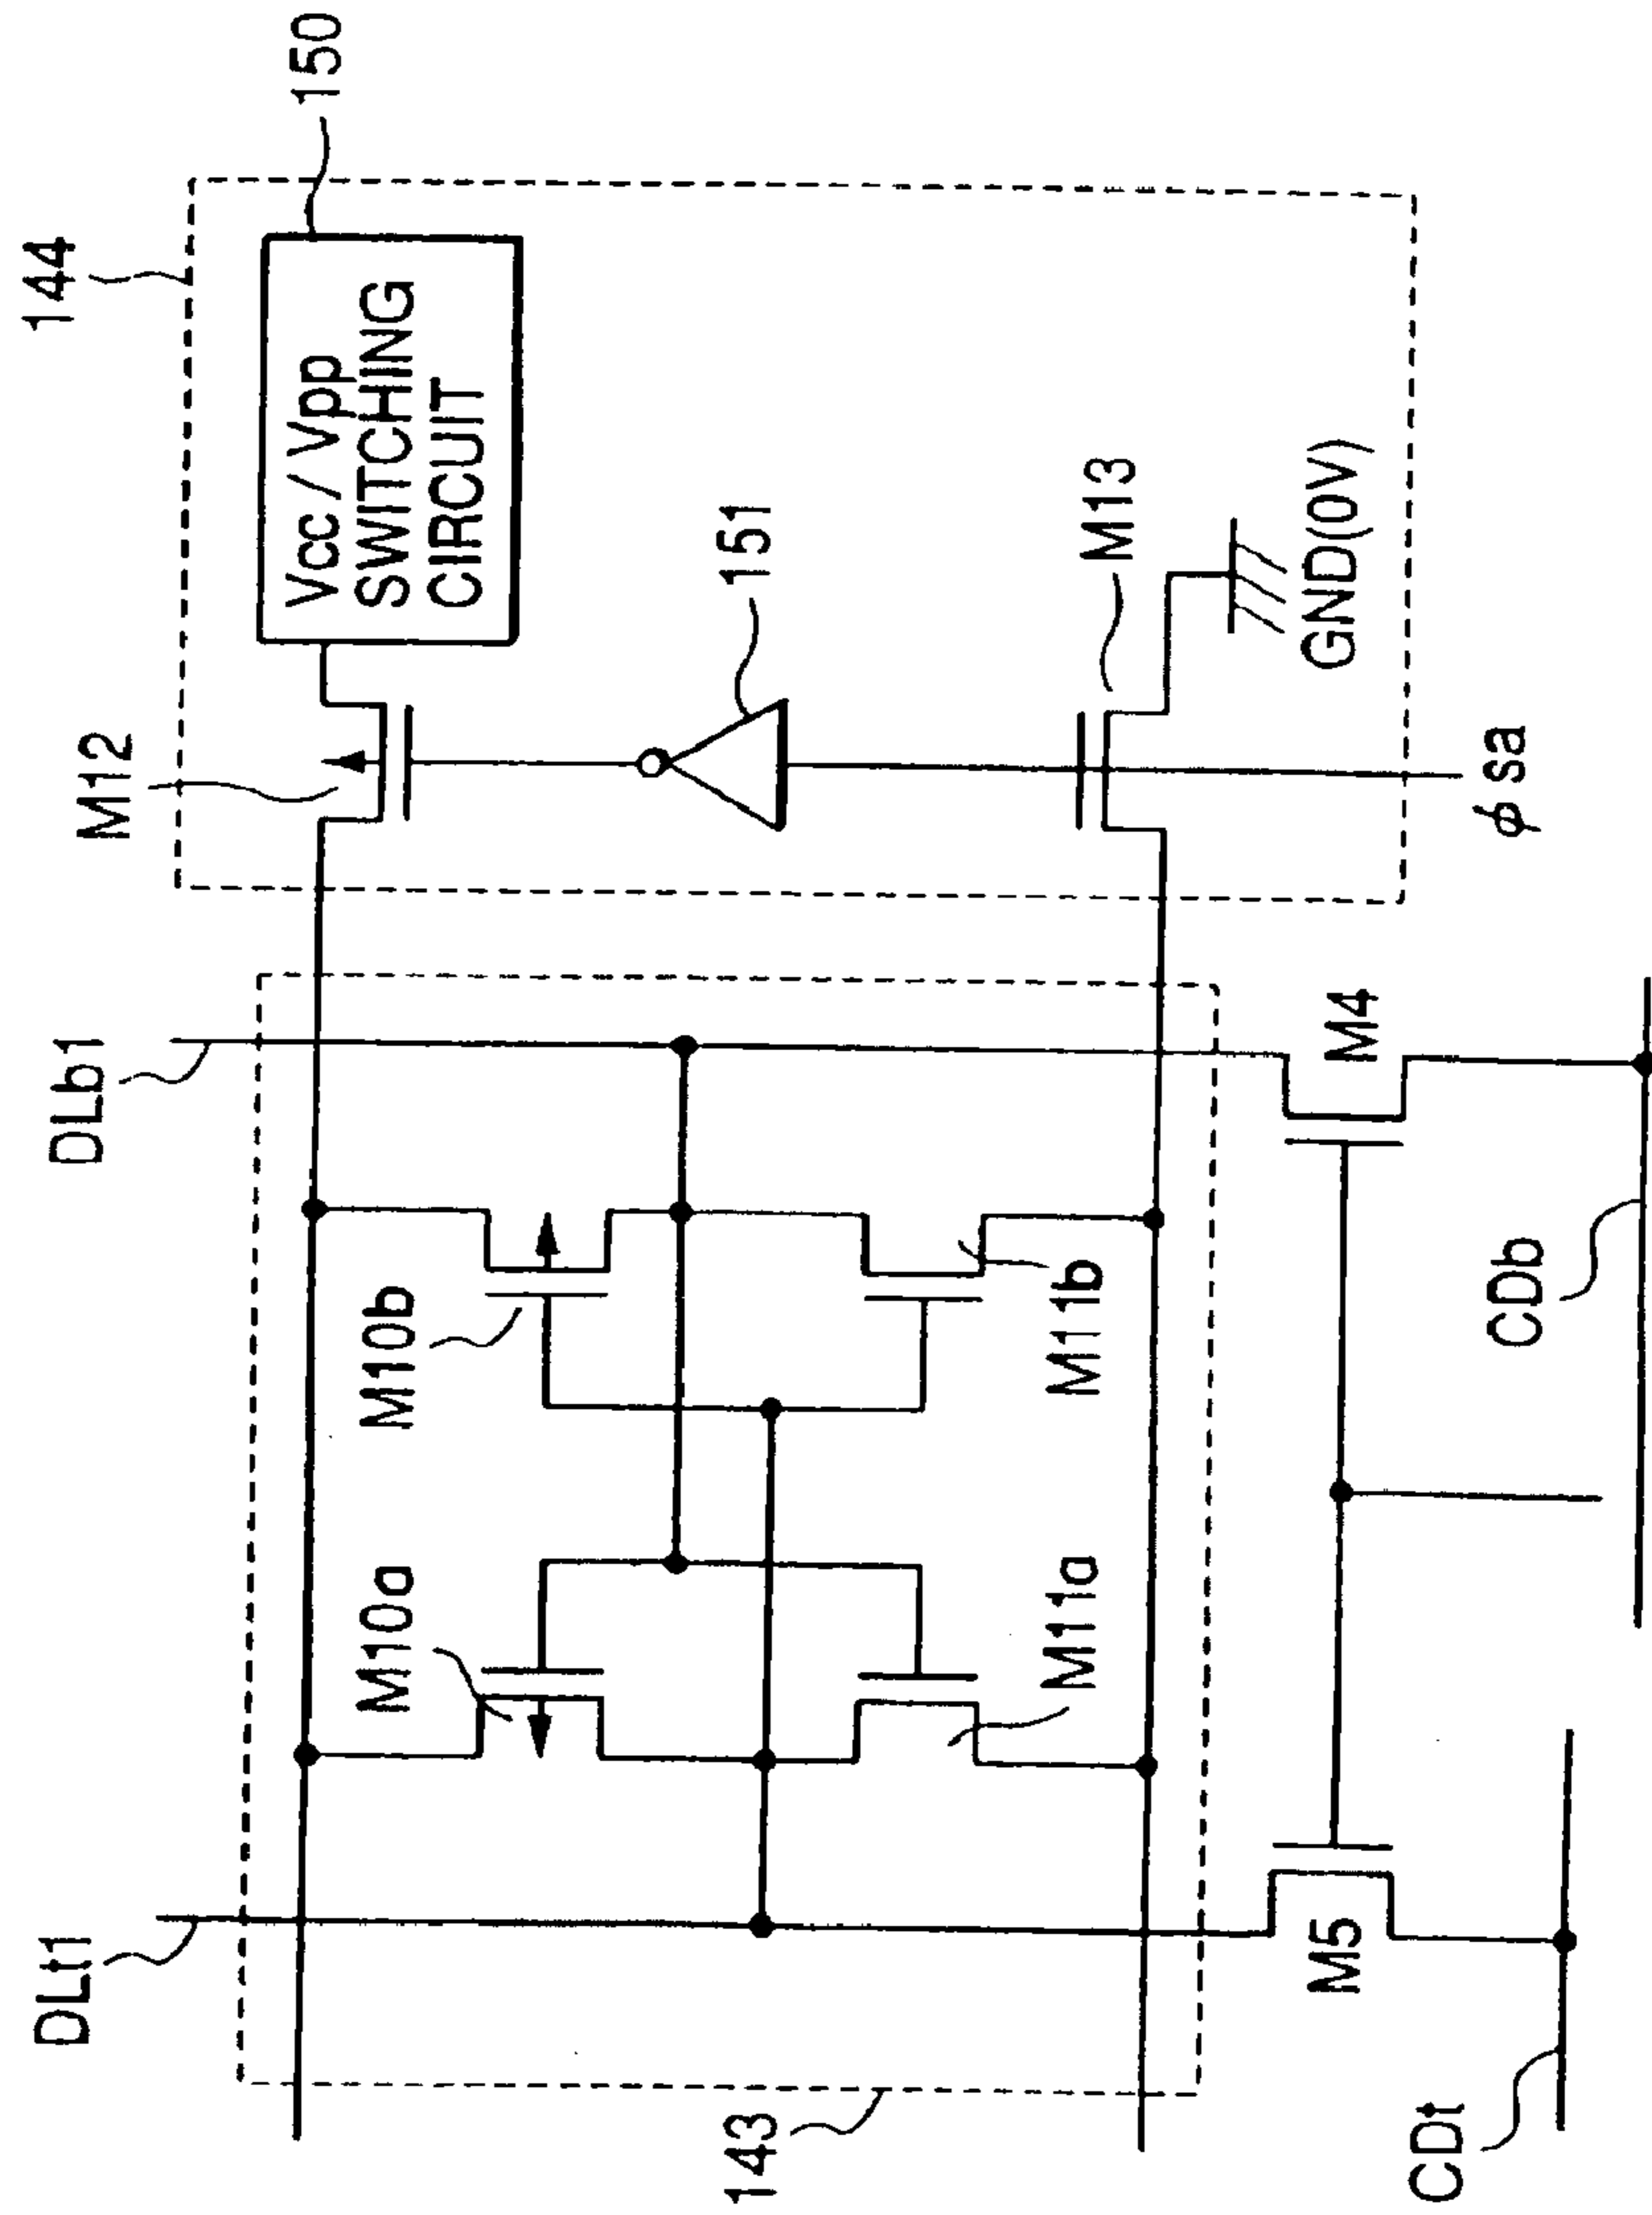 144
150
M12
Vcc / Vpp
SWITCHING
CIRCUIT
151
M13
GND(0V)
φsa
DLt1
DLb1
M10a
M10b
M11a
M11b
143
M5
M4
CDt
CDb